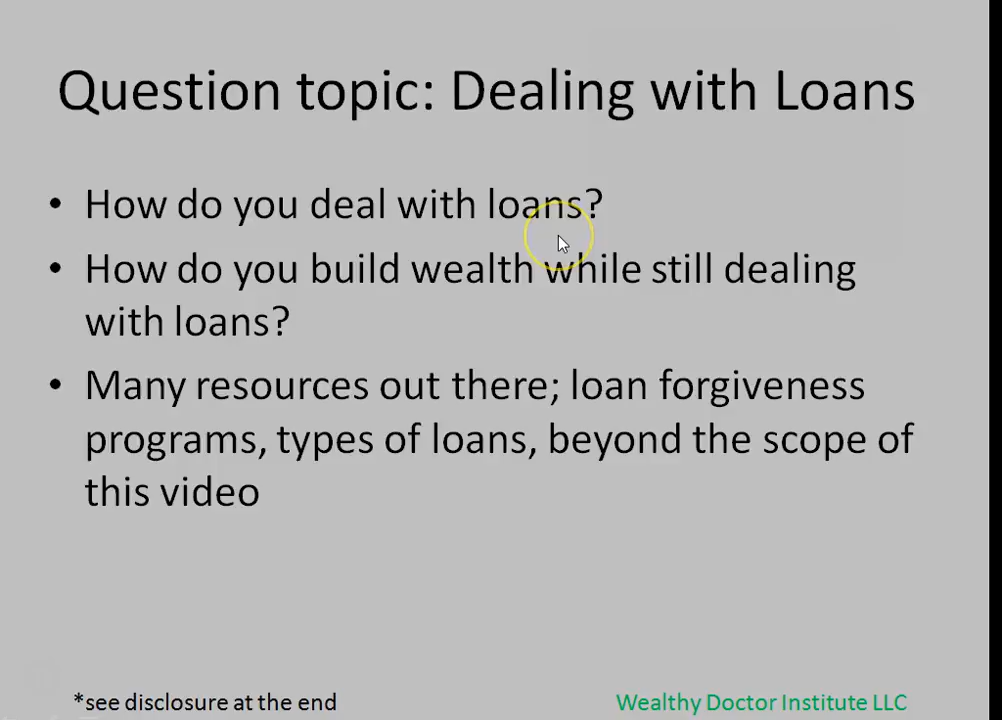 Question topic: Dealing with Loans
• How do you deal with loans?
• How do you build wealth while still dealing
with loans?
• Many resources out there; loan forgiveness
programs, types of loans, beyond the scope of
this video
*see disclosure at the end
Wealthy Doctor Institute LLC